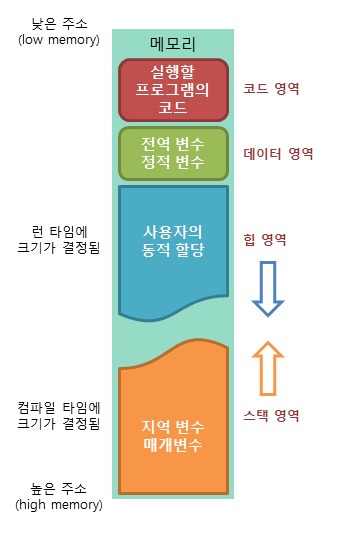 낮은 주소
(low memory)
메모리
실행할
프로그램의
코드
코드 영역
전역 변수
정적 변수
데이터 영역
런 타임에
크기가 결정됨
사용자의
동적 할당
힙 영역
컴파일 타임에
크기가 결정됨
지역 변수
매개변수
스택 영역
높은 주소
(high memory)